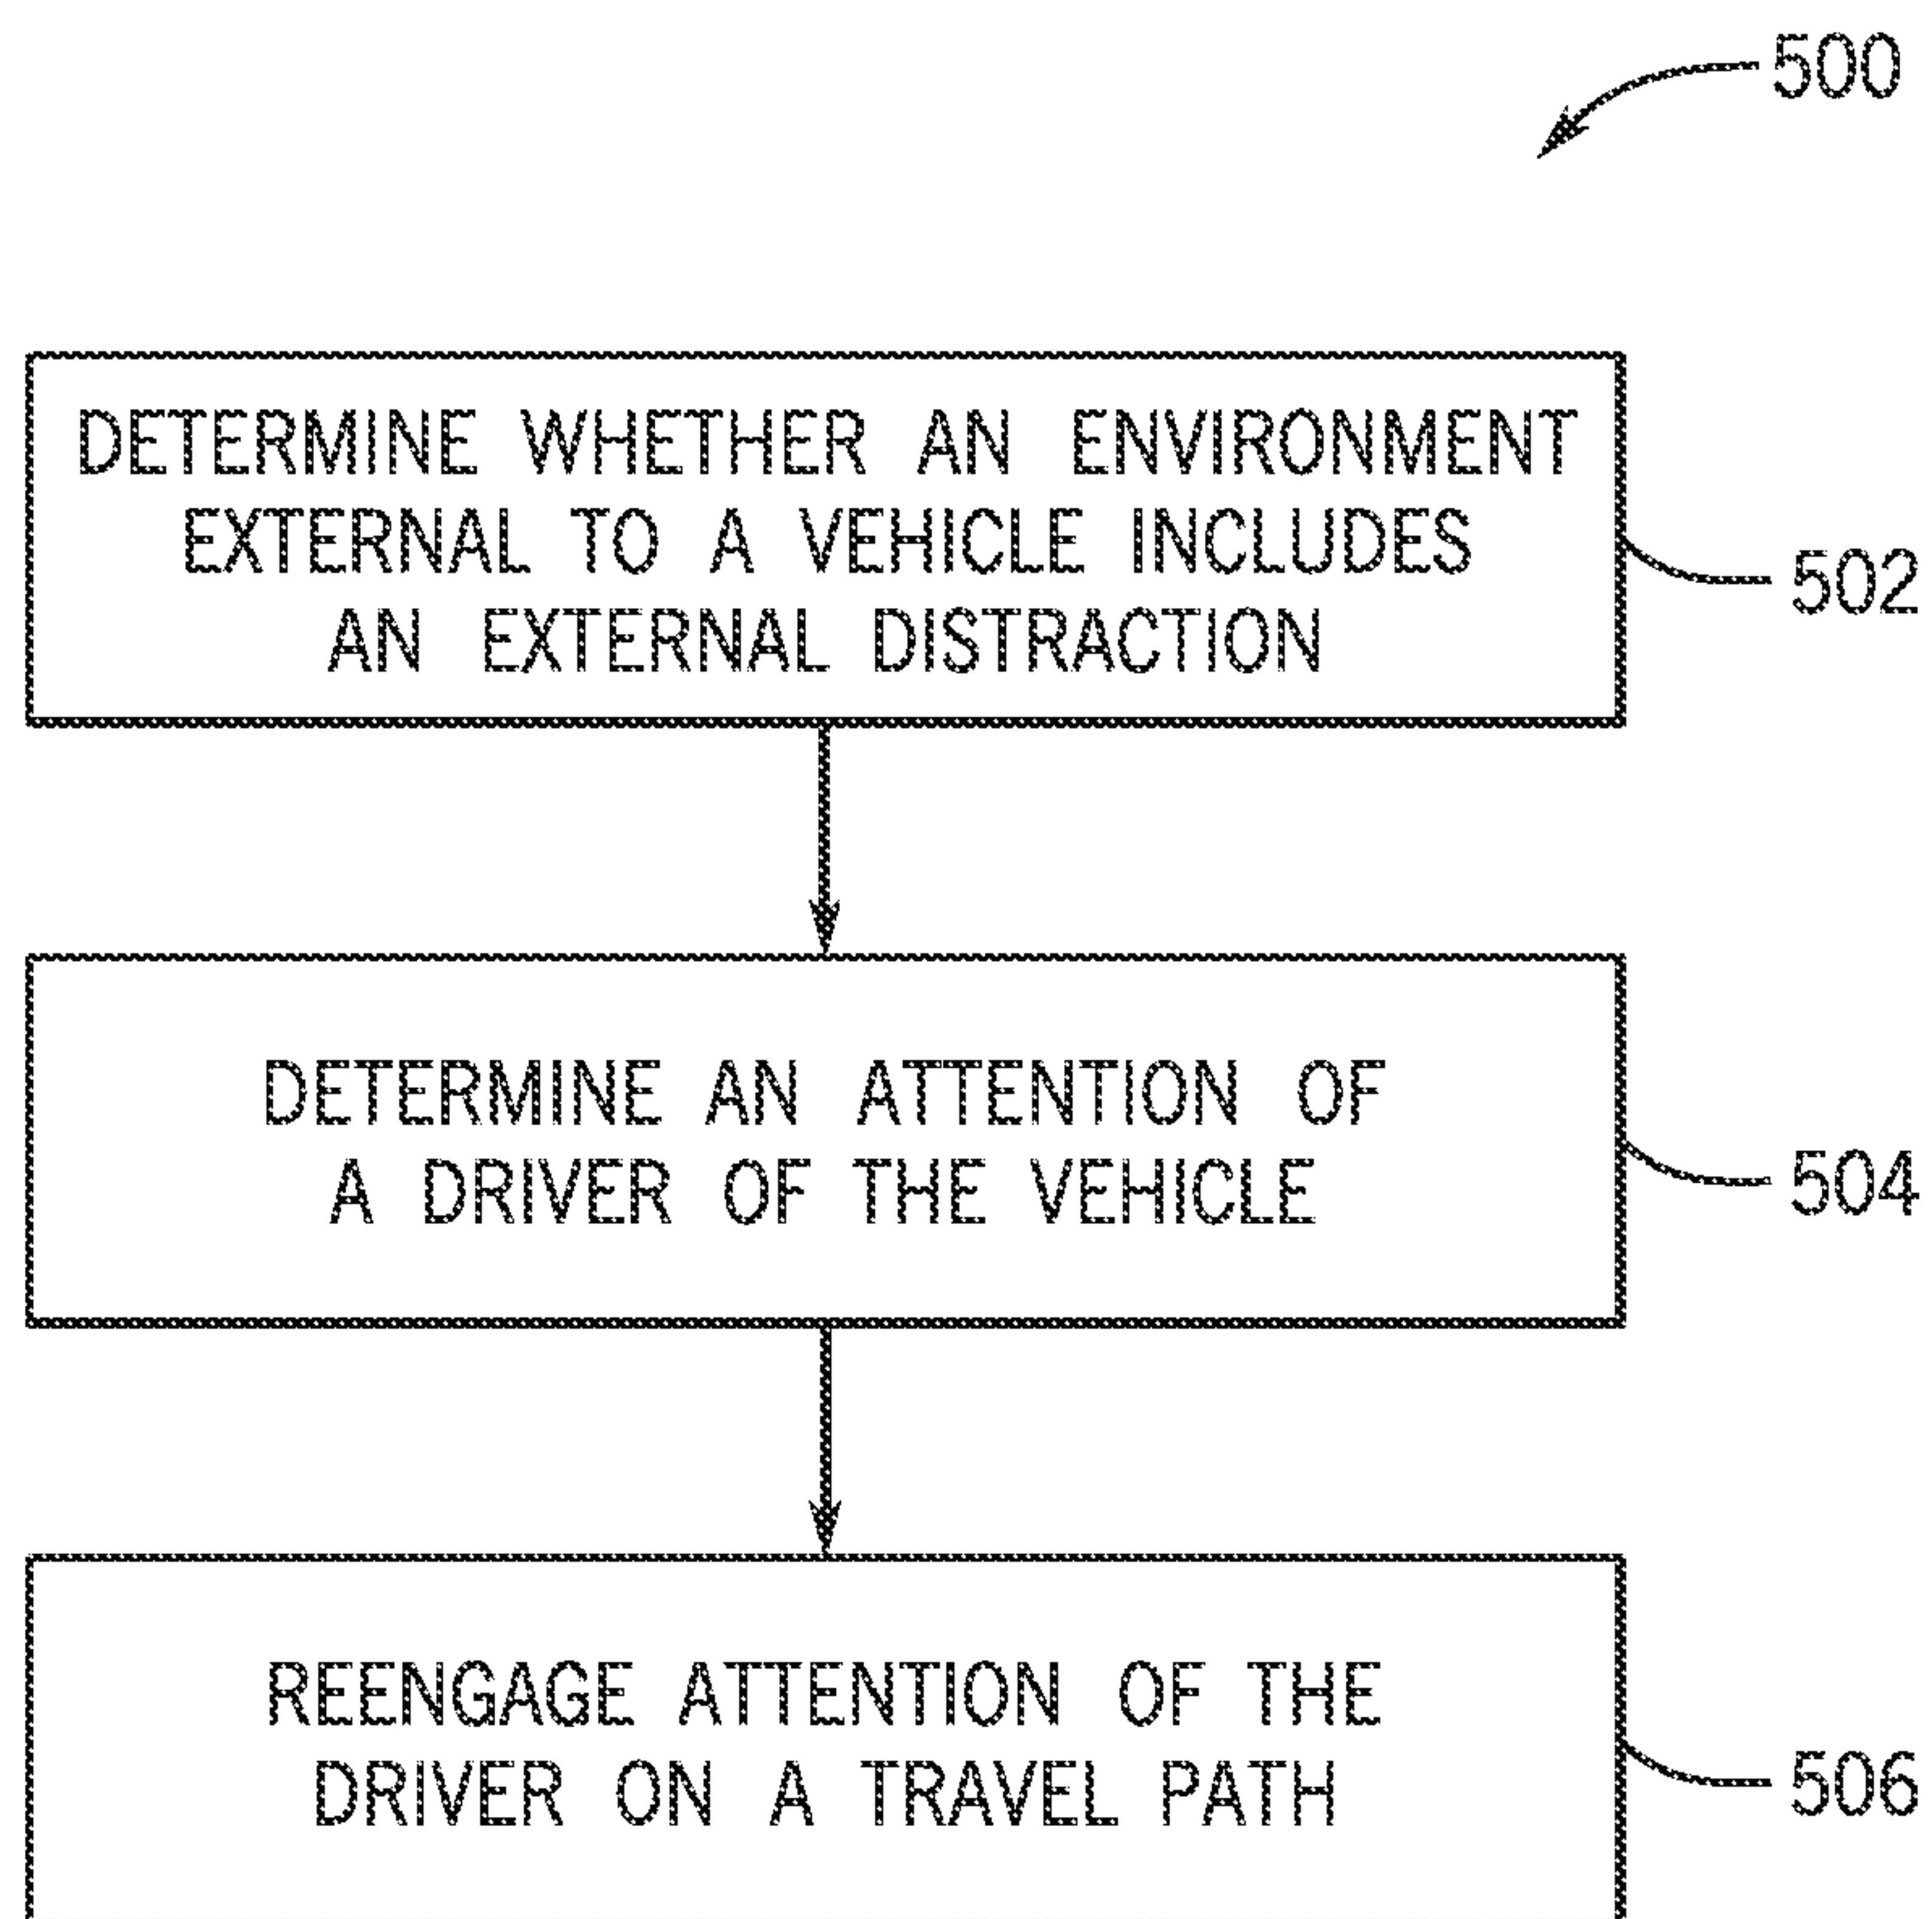 500
DETERMINE WHETHER AN ENVIRONMENT
EXTERNAL TO A VEHICLE INCLUDES
AN EXTERNAL DISTRACTION
502
DETERMINE AN ATTENTION OF
A DRIVER OF THE VEHICLE
504
REENGAGE ATTENTION OF THE
DRIVER ON A TRAVEL PATH
506